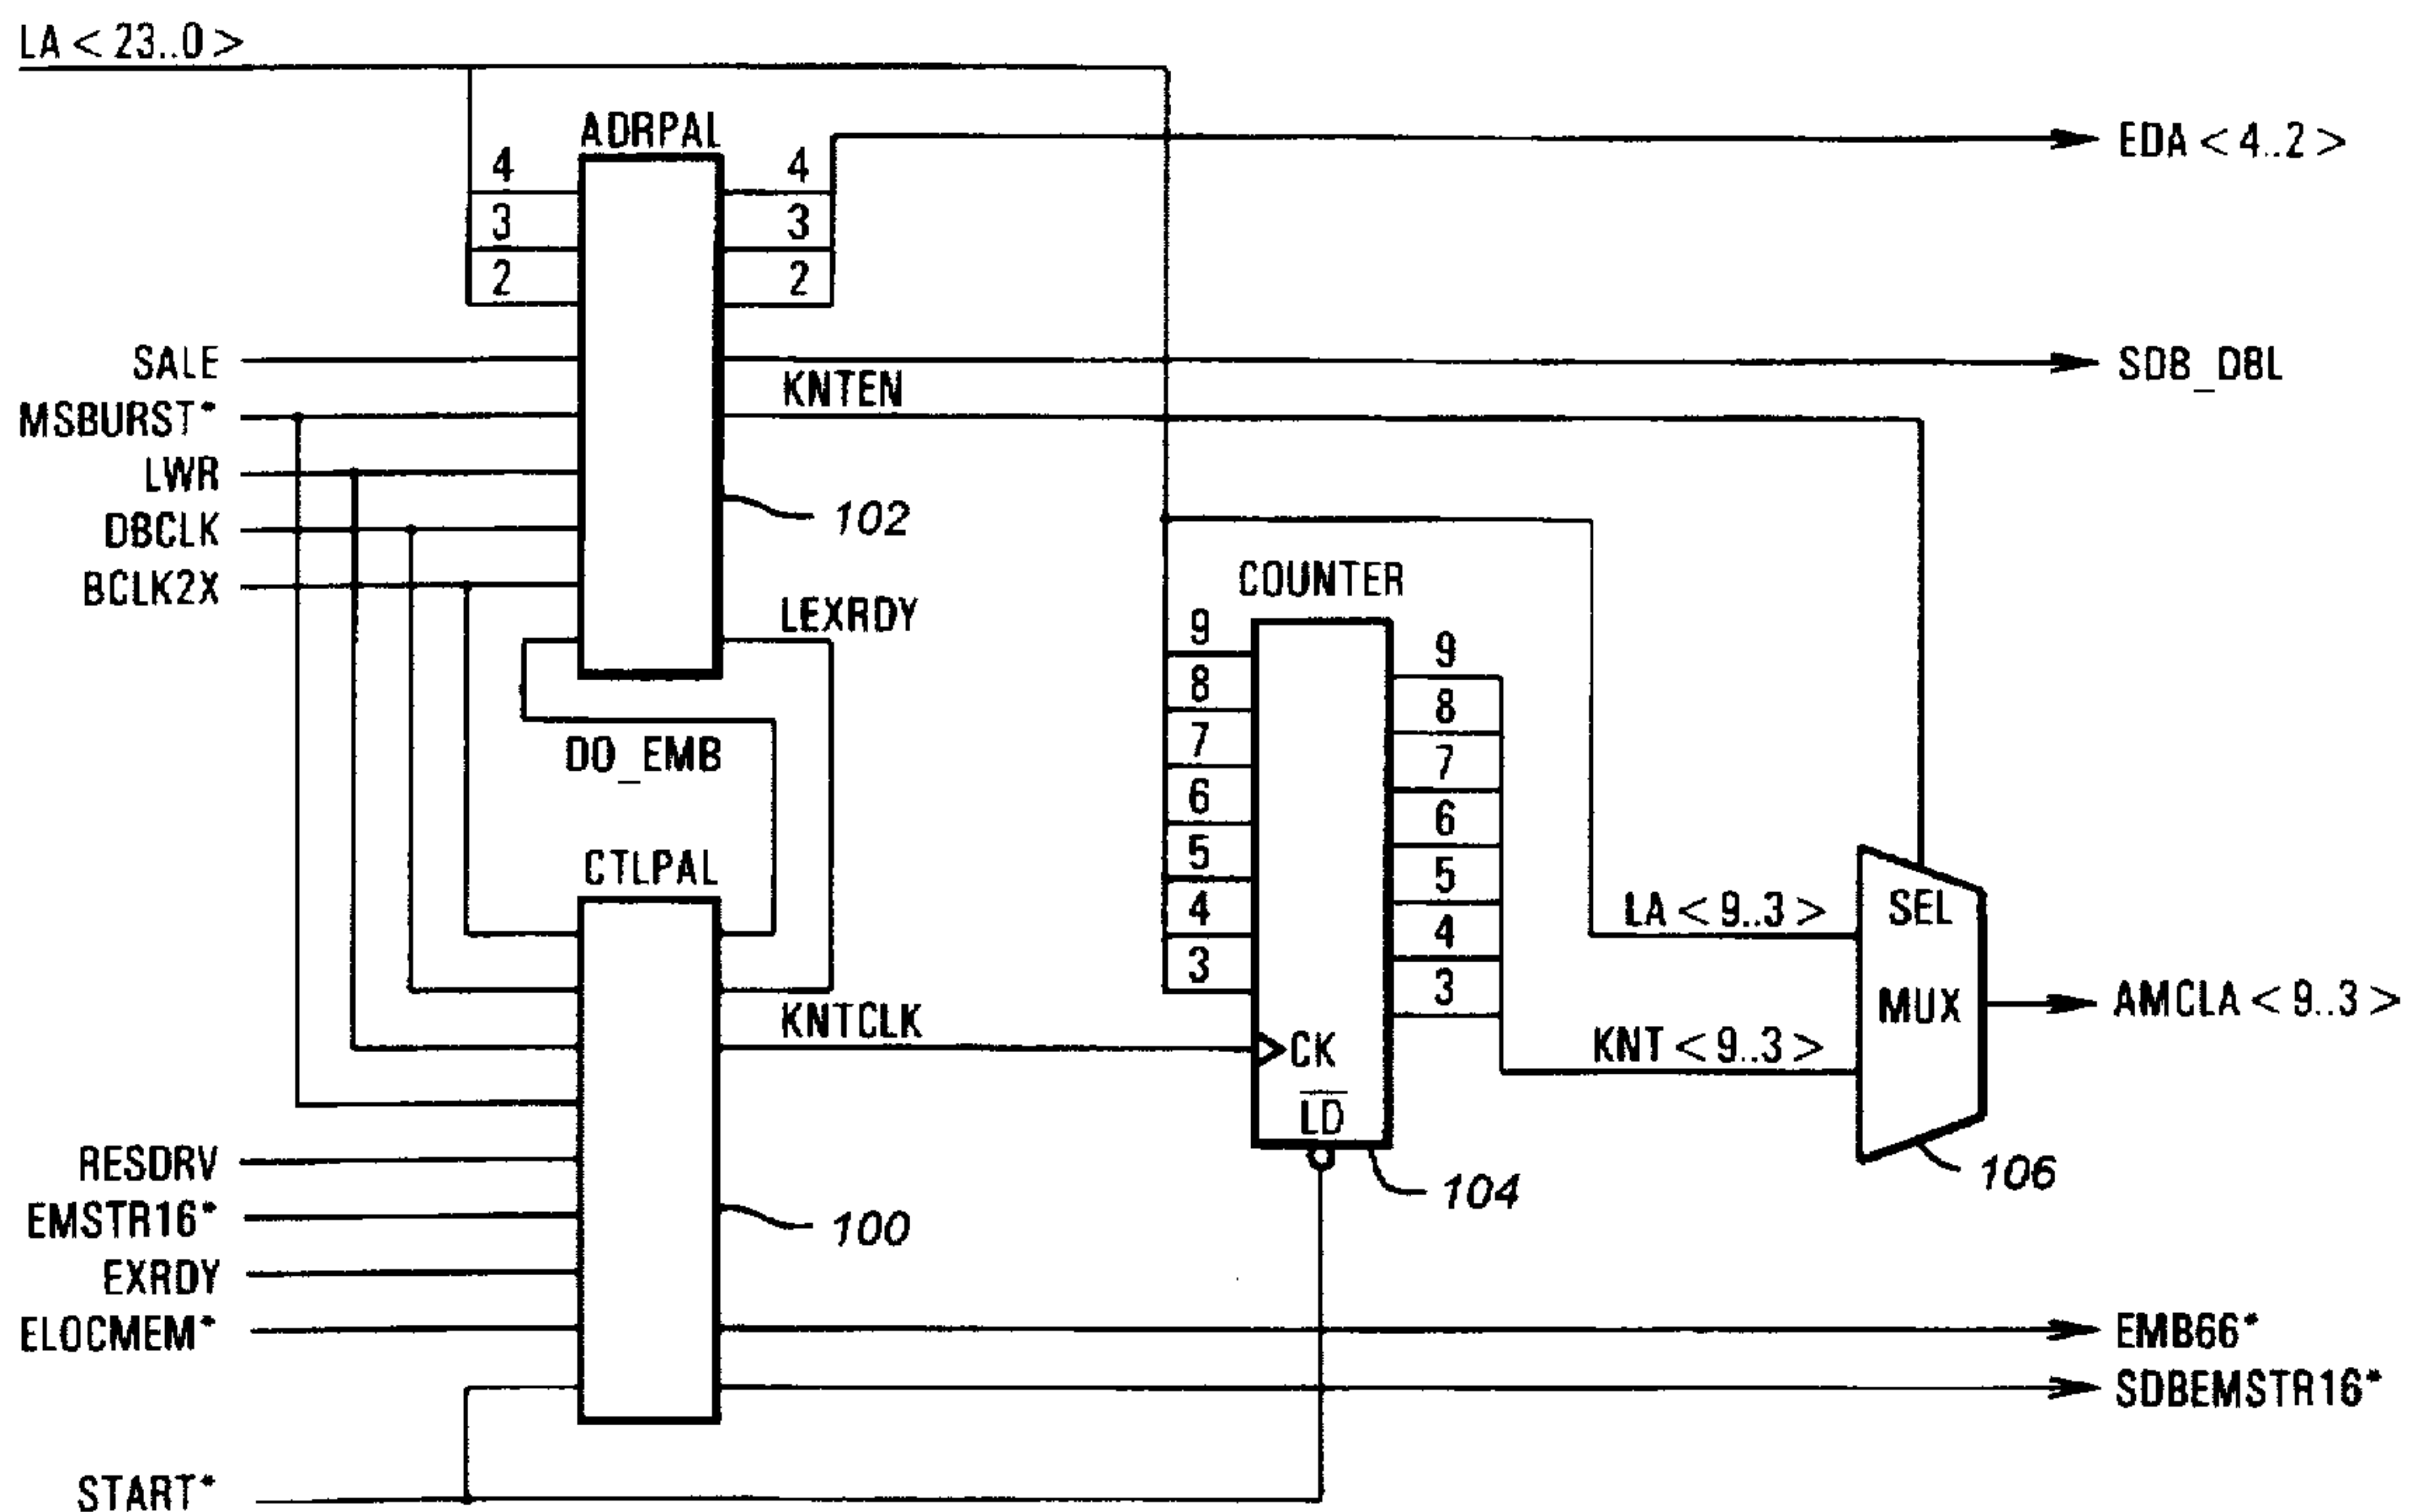 LA < 23..0 >
ADRPAL
4
3
2
4
3
2
EDA < 4..2 >
SALE
MSBURST*
LWR
DBCLK
BCLK2X
SDB_DBL
KNTEN
102
LEXRDY
DO_EMB
COUNTER
9
8
7
6
5
4
3
9
8
7
6
5
4
3
CK
LD
104
CTLPAL
KNTCLK
LA < 9..3 >
KNT < 9..3 >
SEL
MUX
106
AMCLA < 9..3 >
RESDRV
EMSTR16*
EXRDY
ELOCMEM*
START*
100
EMB66*
SDBEMSTR16*